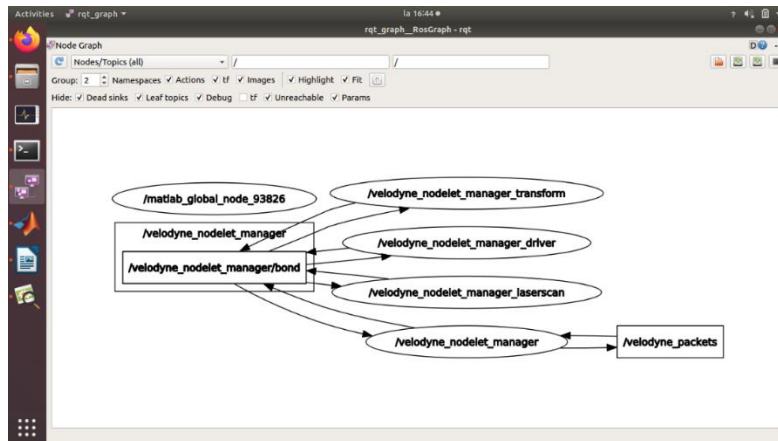 Activities rqt_graph la 16:44
rqt_graph__RosGraph - rqt
Node Graph D
Nodes/Topics (all) / /
Group: 2 Namespaces Actions tf Images Highlight Fit
Hide: Dead sinks Leaf topics Debug tf Unreachable Params
/matlab_global_node_93826
/velodyne_nodelet_manager_transform
/velodyne_nodelet_manager
/velodyne_nodelet_manager_driver
/velodyne_nodelet_manager/bond
/velodyne_nodelet_manager_laserscan
/velodyne_nodelet_manager
/velodyne_packets